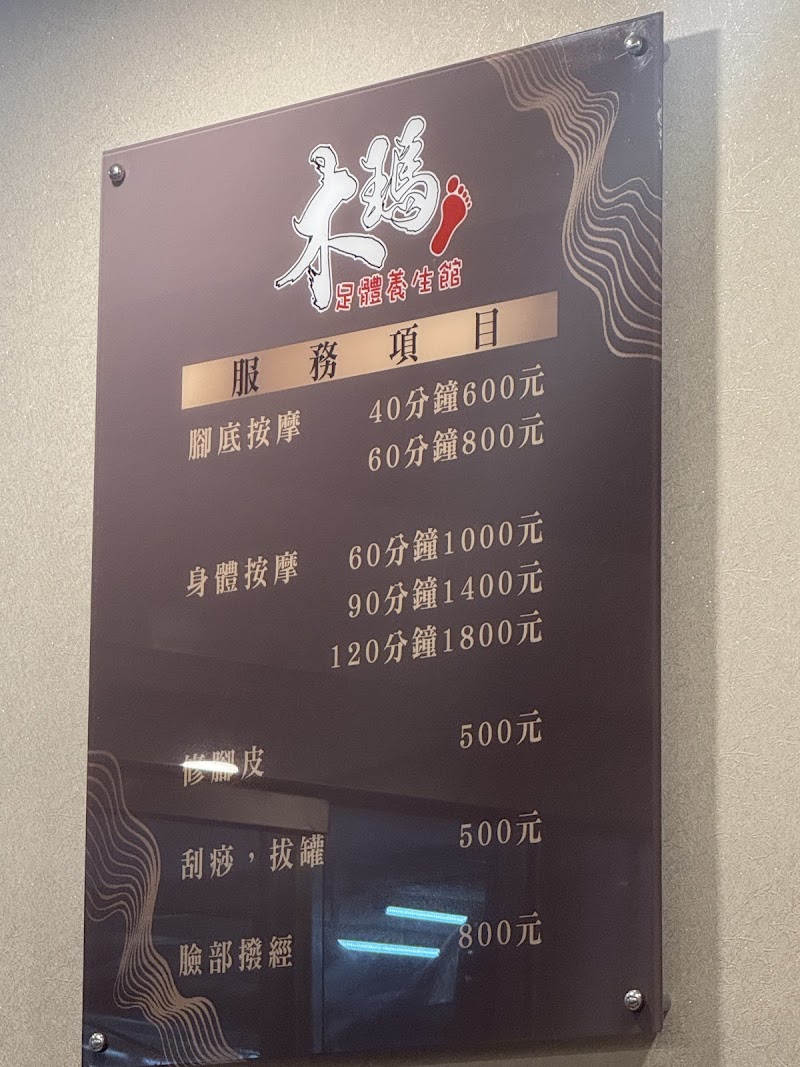 木瑪
足體養生館
服務項目
腳底按摩 40分鐘600元
60分鐘800元
身體按摩 60分鐘1000元
90分鐘1400元
120分鐘1800元
修腳皮 500元
刮痧，拔罐 500元
臉部撥經 800元